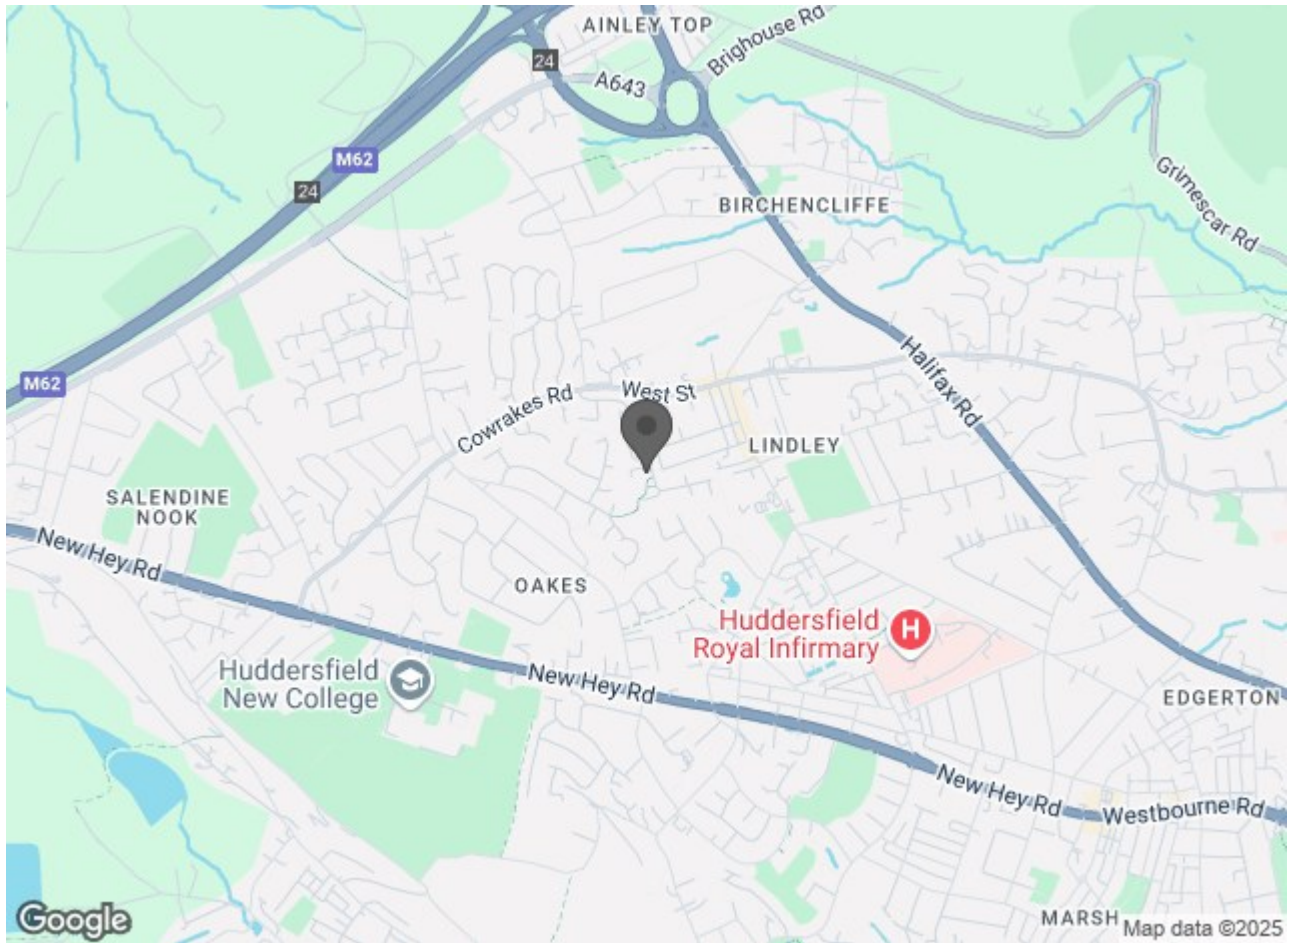 AINLEY TOP
Brighouse Rd
24
A643
M62
24
Grimescar Rd
BIRCHENCLIFFE
M62
Halifax Rd
West St
Cowrakes Rd
LINDLEY
SALENDINE
NOOK
New Hey Rd
OAKES
Huddersfield
Royal Infirmary
H
Huddersfield
New College
New Hey Rd
EDGERTON
New Hey Rd
Westbourne Rd
MARSH
Google
Map data ©2025